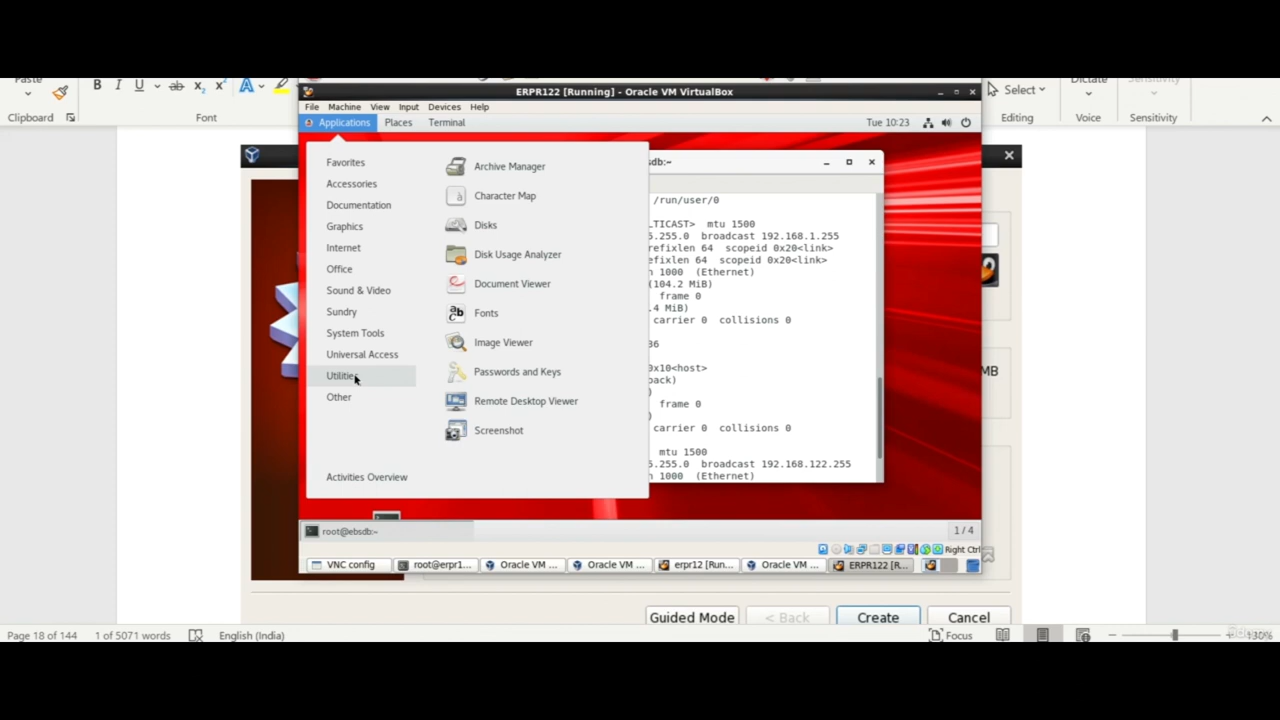 Paste
Dictate
Sensitivity
B I U ab x₂ x² A
Select
Clipboard
Font
Editing
Voice
Sensitivity
ERPR122 [Running] - Oracle VM VirtualBox
File Machine View Input Devices Help
Applications Places Terminal
Tue 10:23
Favorites
Accessories
Documentation
Graphics
Internet
Office
Sound & Video
Sundry
System Tools
Universal Access
Utilities
Other
Activities Overview
Archive Manager
Character Map
Disks
Disk Usage Analyzer
Document Viewer
Fonts
Image Viewer
Passwords and Keys
Remote Desktop Viewer
Screenshot
sdb:~
/run/user/0
LTICAST> mtu 1500
5.255.0 broadcast 192.168.1.255
refixlen 64 scopeid 0x20<link>
refixlen 64 scopeid 0x20<link>
n 1000 (Ethernet)
(104.2 MiB)
frame 0
.4 MiB)
carrier 0 collisions 0
36
0x10<host>
back)
)
frame 0
)
carrier 0 collisions 0
mtu 1500
5.255.0 broadcast 192.168.122.255
n 1000 (Ethernet)
MB
root@ebsdb:~
1 / 4
Right Ctrl
VNC config
root@erpr1...
Oracle VM ...
Oracle VM ...
erpr12 [Run...
Oracle VM ...
ERPR122 [R...
Guided Mode
< Back
Create
Cancel
Page 18 of 144
1 of 5071 words
English (India)
Focus
130%